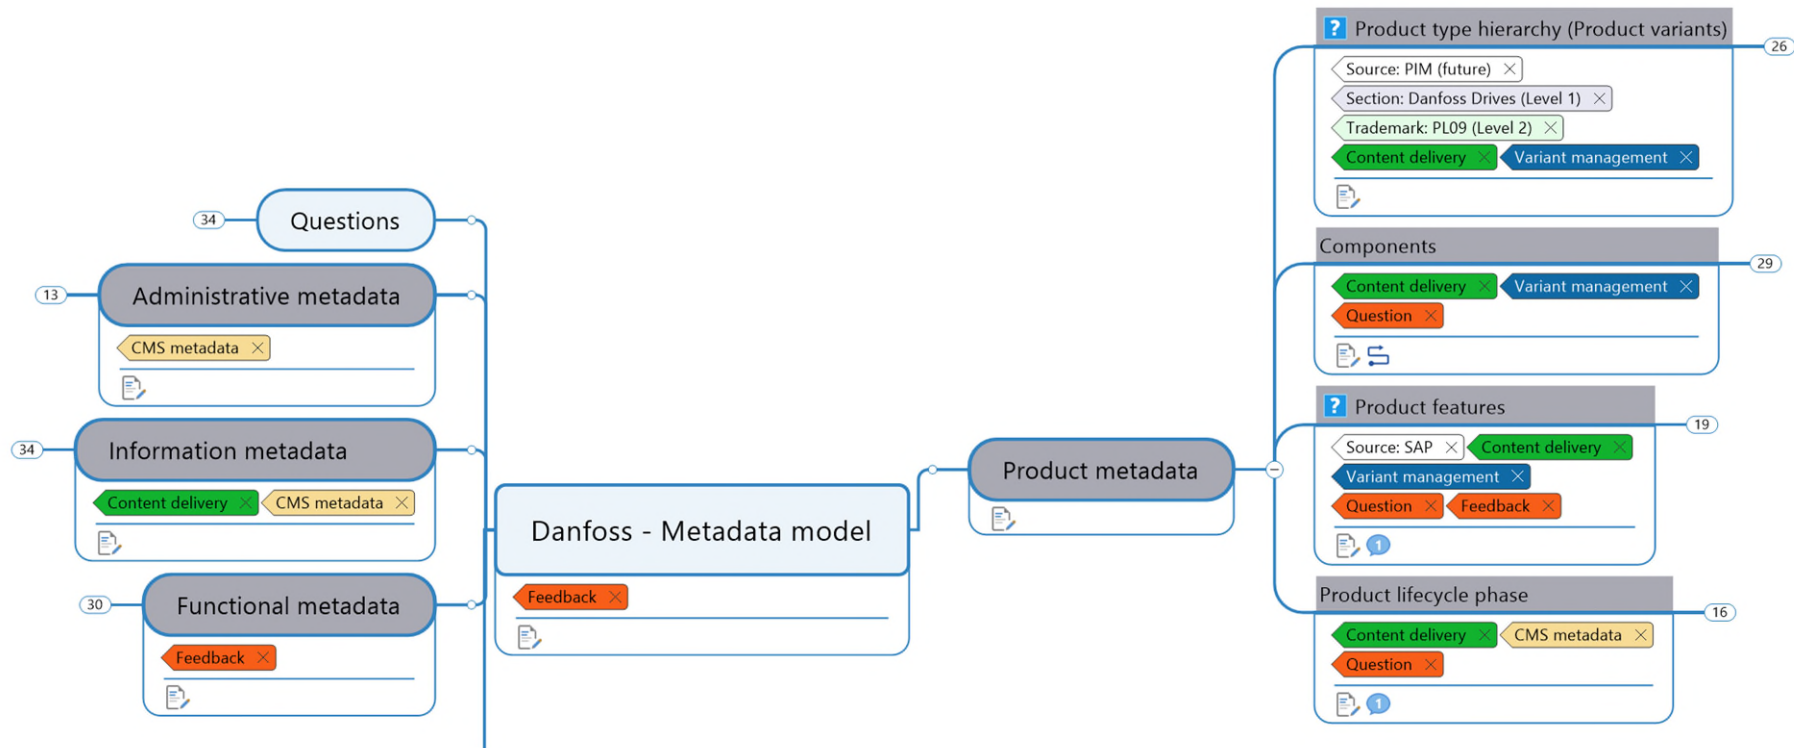 34 Questions
13 Administrative metadata
CMS metadata
34 Information metadata
Content delivery CMS metadata
30 Functional metadata
Feedback
Danfoss - Metadata model
Feedback
Product metadata
? Product type hierarchy (Product variants) 26
Source: PIM (future)
Section: Danfoss Drives (Level 1)
Trademark: PL09 (Level 2)
Content delivery Variant management
Components 29
Content delivery Variant management
Question
? Product features 19
Source: SAP Content delivery
Variant management
Question Feedback
1
Product lifecycle phase 16
Content delivery CMS metadata
Question
1